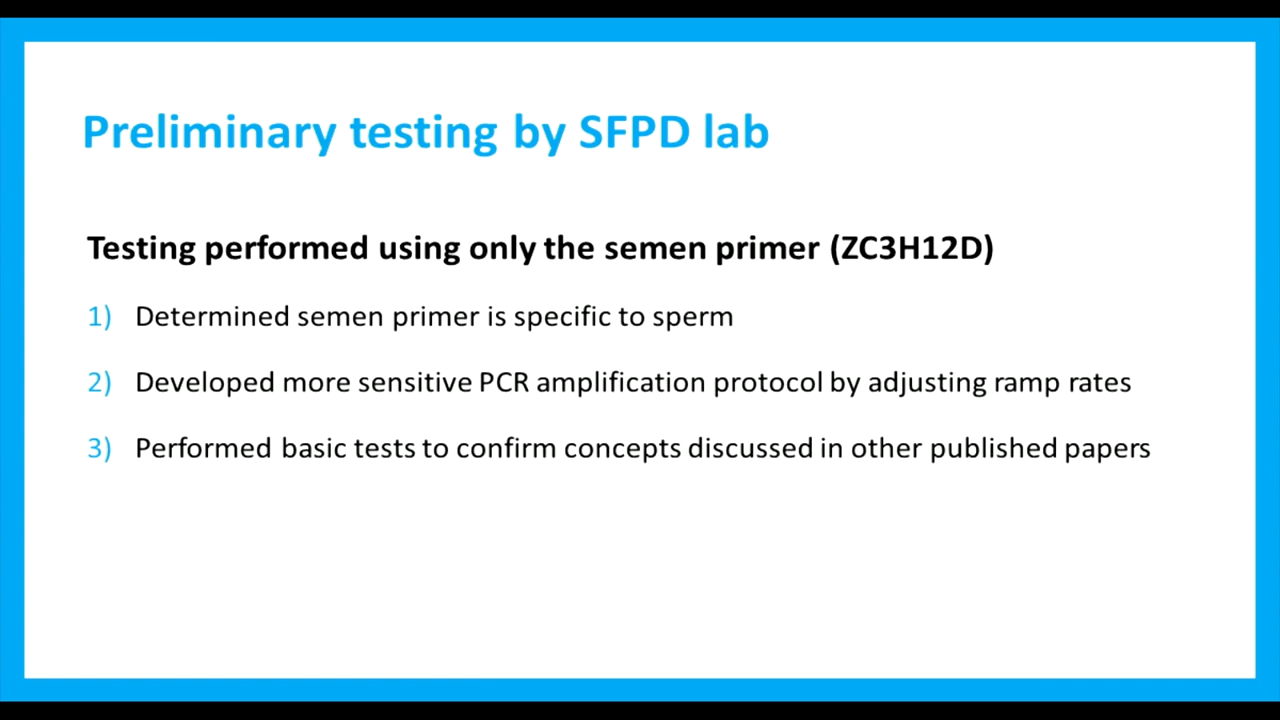 Preliminary testing by SFPD lab
Testing performed using only the semen primer (ZC3H12D)
1) Determined semen primer is specific to sperm
2) Developed more sensitive PCR amplification protocol by adjusting ramp rates
3) Performed basic tests to confirm concepts discussed in other published papers